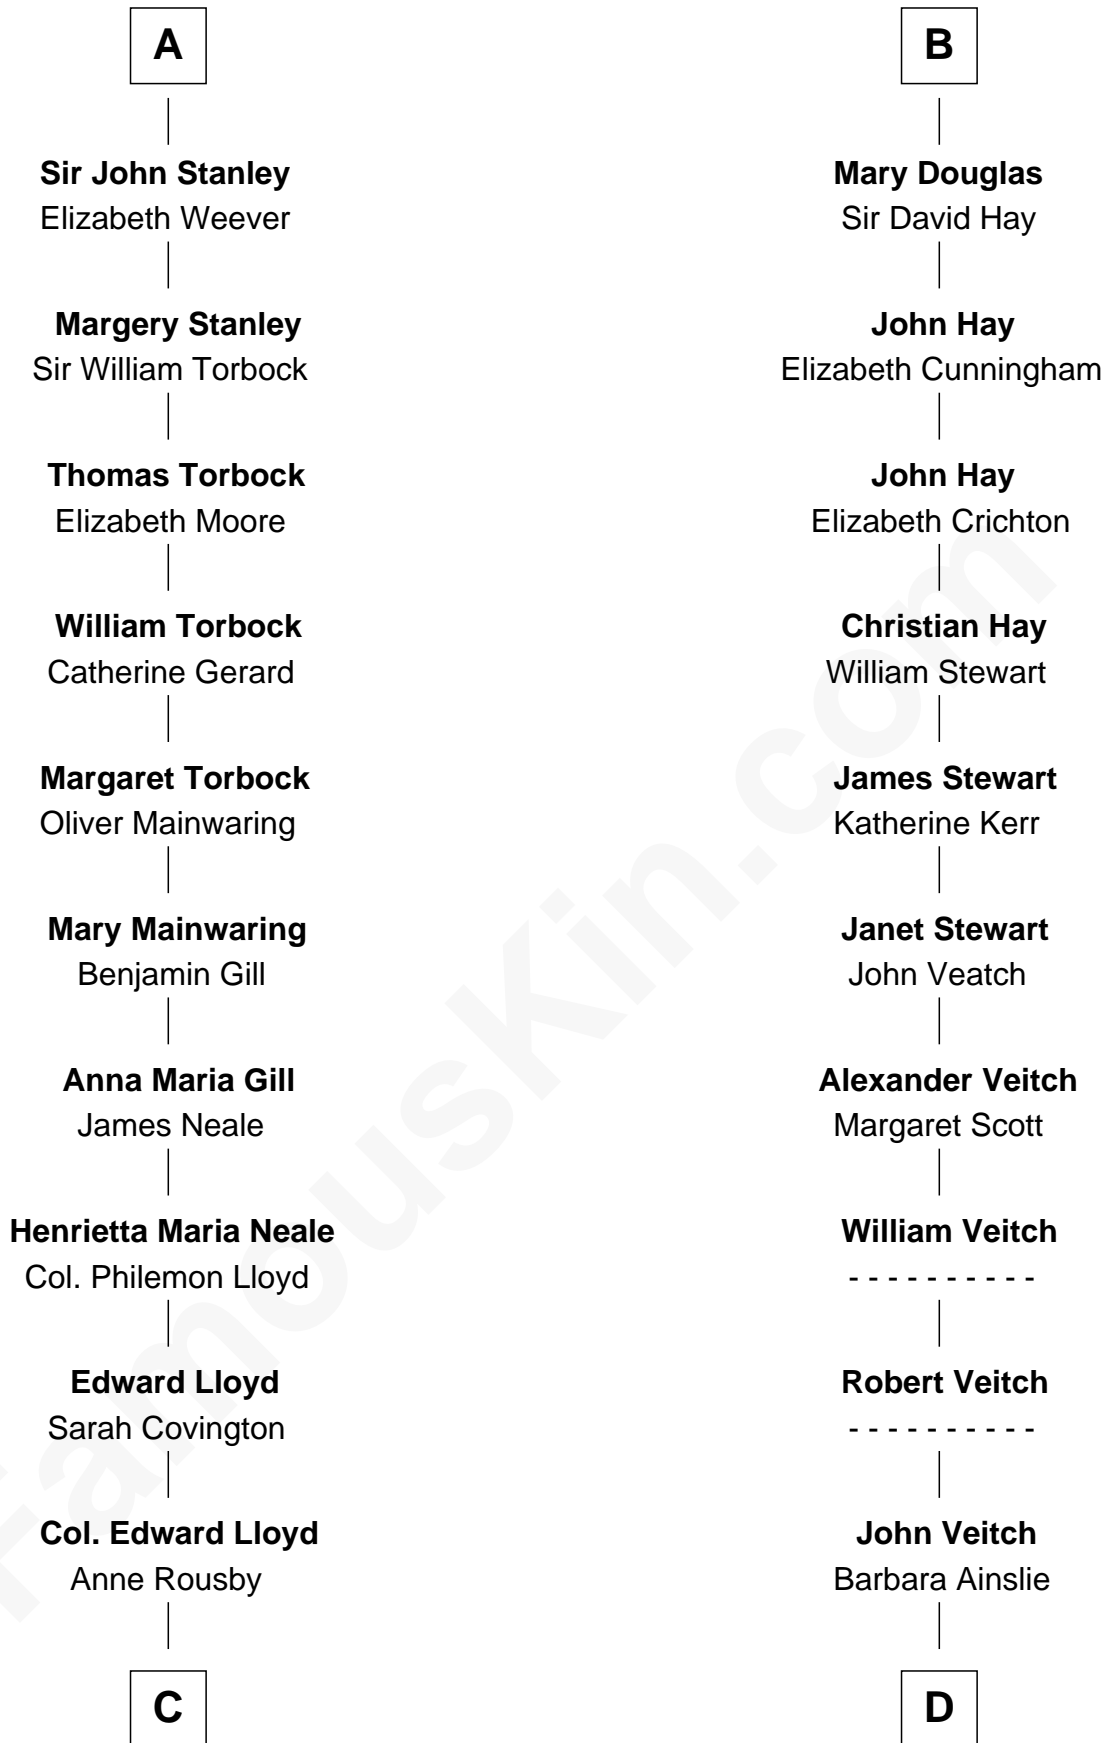 A
Sir John Stanley
Elizabeth Weever
Margery Stanley
Sir William Torbock
Thomas Torbock
Elizabeth Moore
William Torbock
Catherine Gerard
Margaret Torbock
Oliver Mainwaring
Mary Mainwaring
Benjamin Gill
Anna Maria Gill
James Neale
Henrietta Maria Neale
Col. Philemon Lloyd
Edward Lloyd
Sarah Covington
Col. Edward Lloyd
Anne Rousby
C
B
Mary Douglas
Sir David Hay
John Hay
Elizabeth Cunningham
John Hay
Elizabeth Crichton
Christian Hay
William Stewart
James Stewart
Katherine Kerr
Janet Stewart
John Veatch
Alexander Veitch
Margaret Scott
William Veitch
- - - - - - - - - -
Robert Veitch
- - - - - - - - - -
John Veitch
Barbara Ainslie
D
FamousKin.com